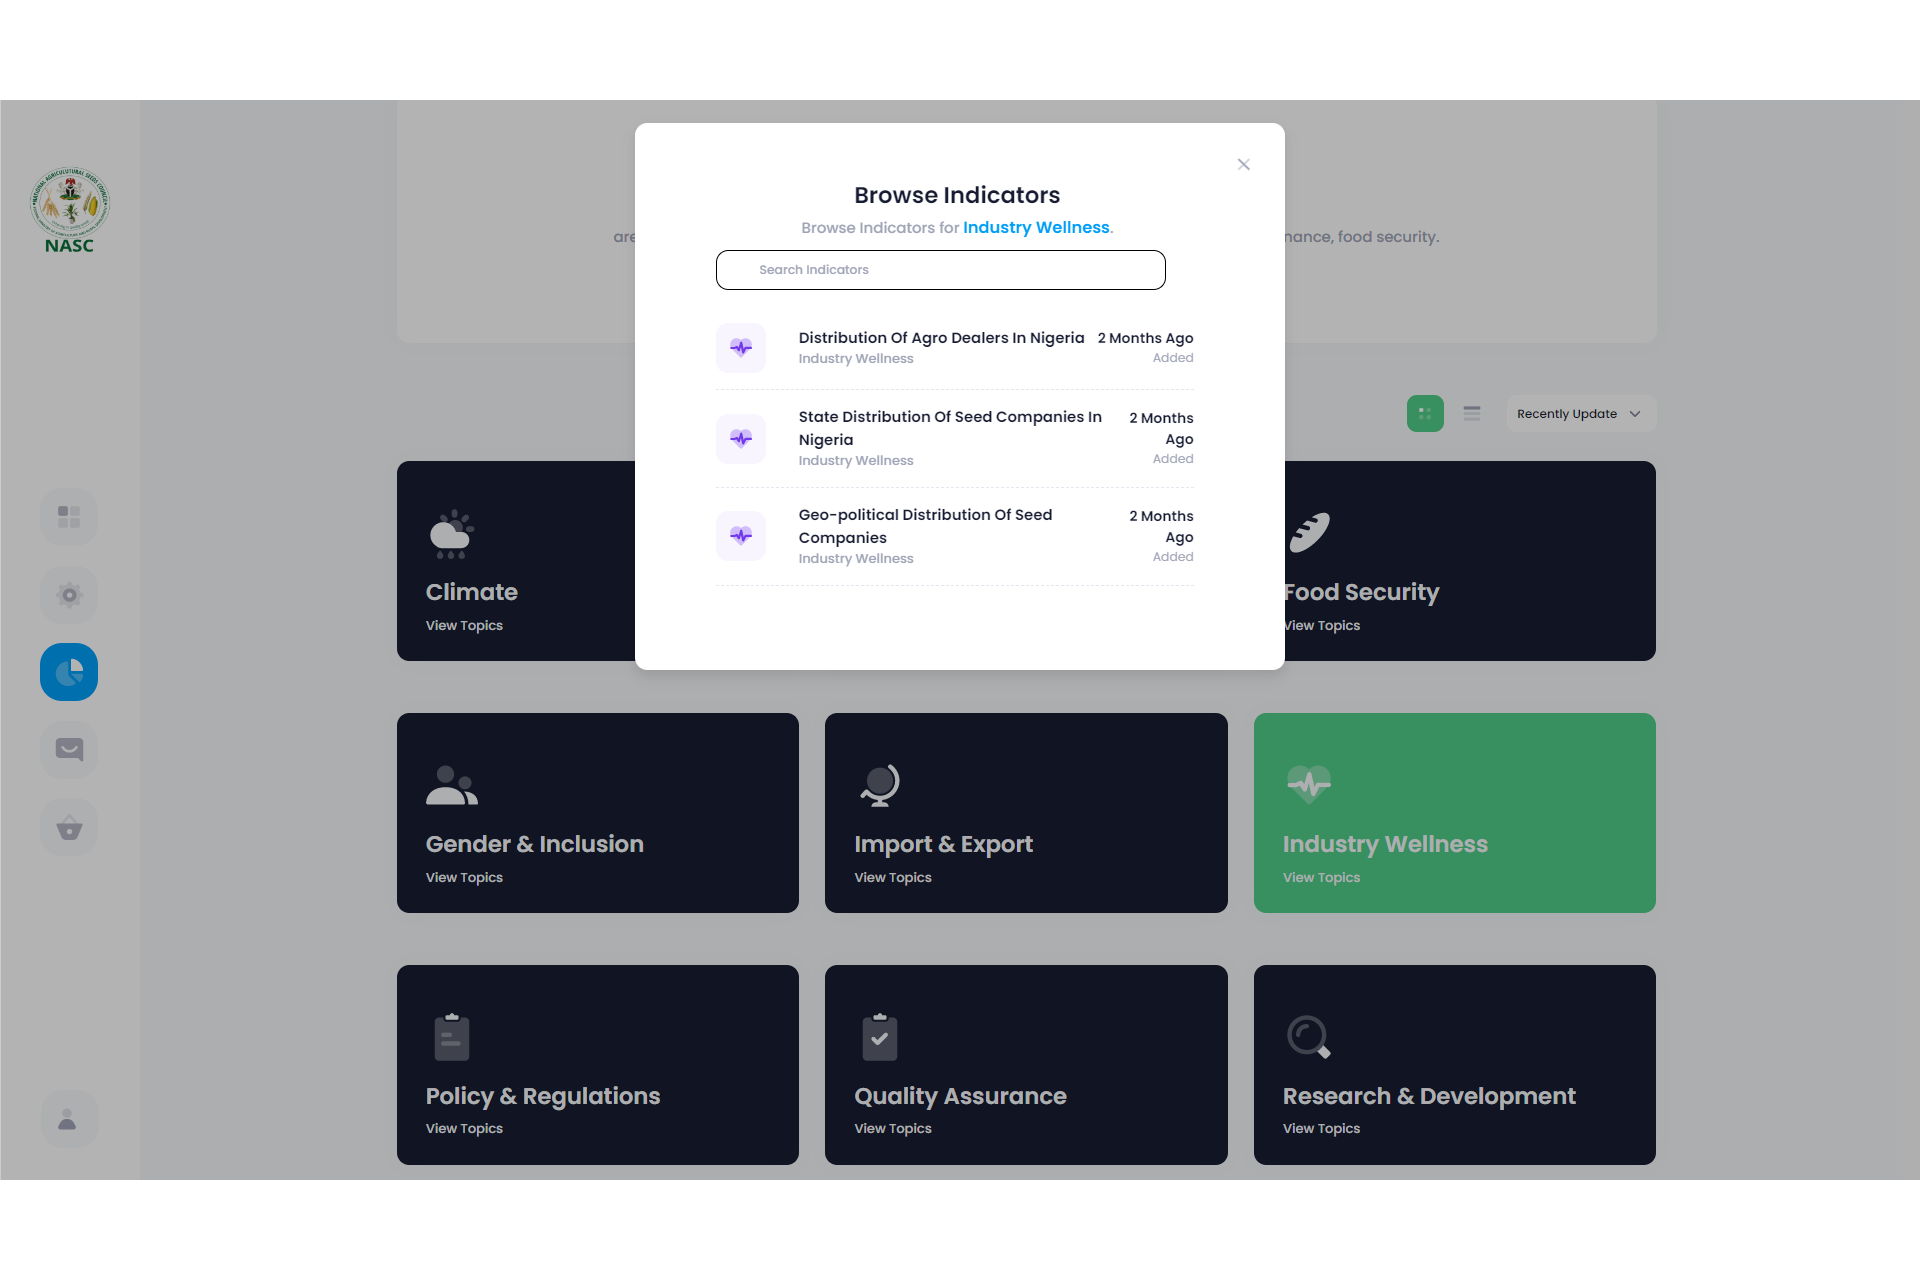 NATIONAL AGRICULTURAL SEEDS COUNCIL
NASC
are
nance, food security.
Browse Indicators
Browse Indicators for Industry Wellness.
Search Indicators
Distribution Of Agro Dealers In Nigeria
2 Months Ago
Industry Wellness
Added
State Distribution Of Seed Companies In
Nigeria
2 Months
Ago
Industry Wellness
Added
Geo-political Distribution Of Seed
Companies
2 Months
Ago
Industry Wellness
Added
Recently Update
Climate
View Topics
Food Security
View Topics
Gender & Inclusion
View Topics
Import & Export
View Topics
Industry Wellness
View Topics
Policy & Regulations
View Topics
Quality Assurance
View Topics
Research & Development
View Topics